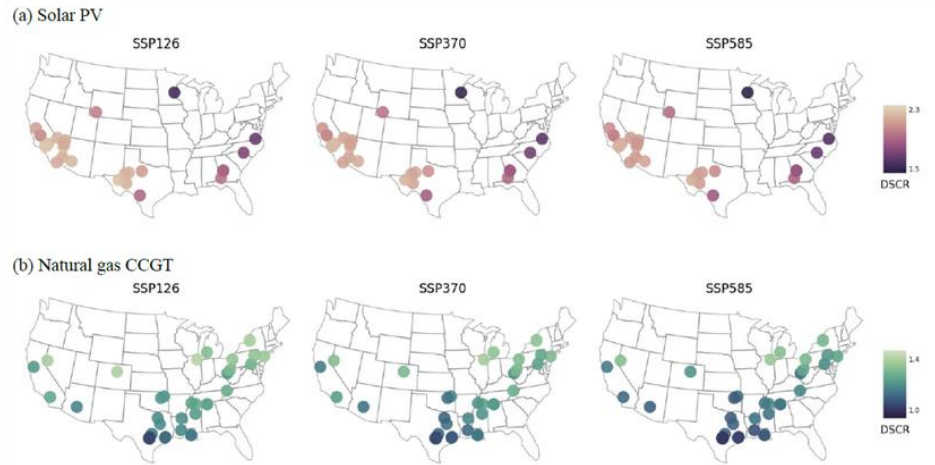 (a) Solar PV
SSP126 SSP370 SSP585
2.3
1.5
DSCR
(b) Natural gas CCGT
SSP126 SSP370 SSP585
1.4
1.0
DSCR